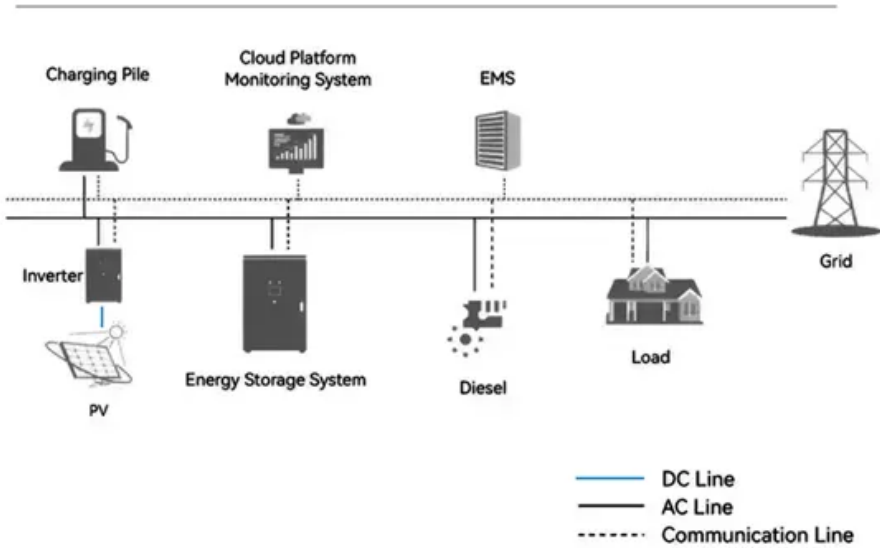 Charging Pile
Cloud Platform
Monitoring System
EMS
Grid
Inverter
PV
Energy Storage System
Diesel
Load
DC Line
AC Line
Communication Line